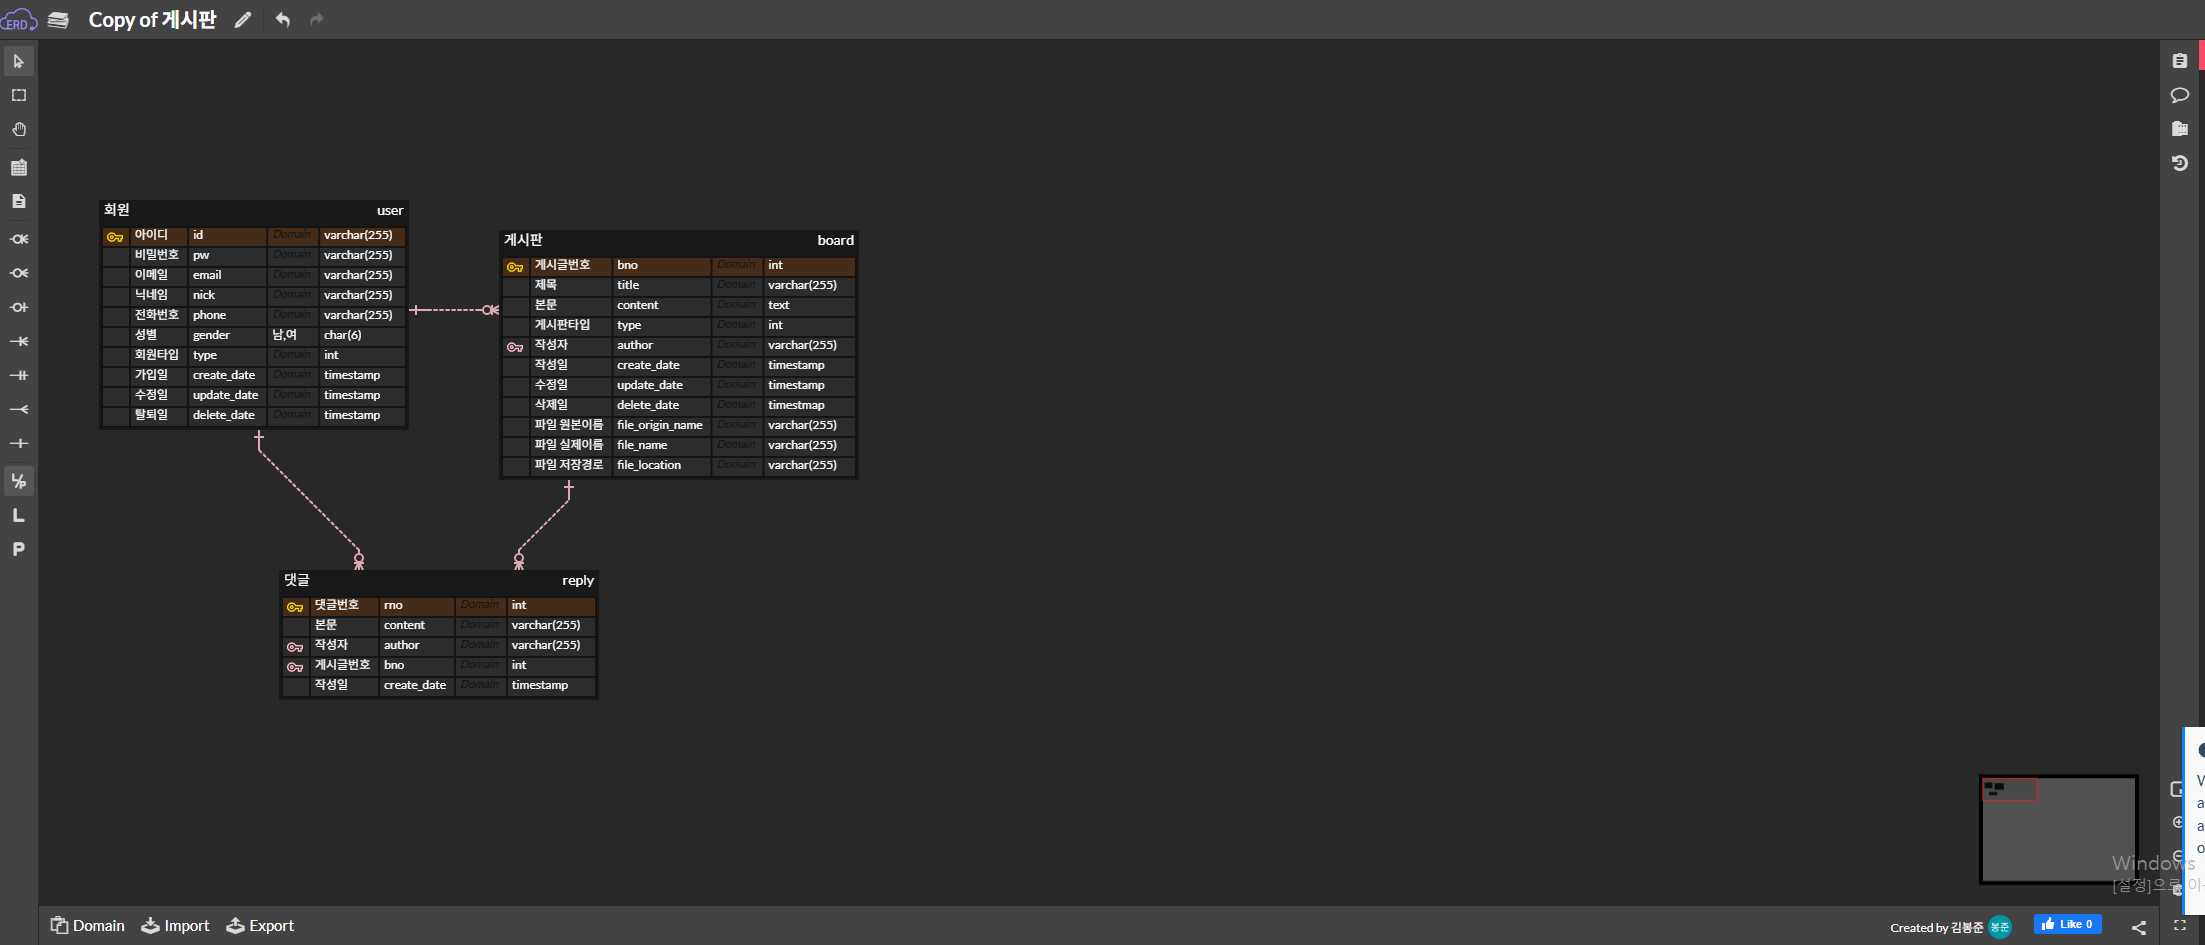 ERD
Copy of 게시판
회원 user
아이디 id Domain varchar(255)
비밀번호 pw Domain varchar(255)
이메일 email Domain varchar(255)
닉네임 nick Domain varchar(255)
전화번호 phone Domain varchar(255)
성별 gender 남,여 char(6)
회원타입 type Domain int
가입일 create_date Domain timestamp
수정일 update_date Domain timestamp
탈퇴일 delete_date Domain timestamp
게시판 board
게시글번호 bno Domain int
제목 title Domain varchar(255)
본문 content Domain text
게시판타입 type Domain int
작성자 author Domain varchar(255)
작성일 create_date Domain timestamp
수정일 update_date Domain timestamp
삭제일 delete_date Domain timestmap
파일 원본이름 file_origin_name Domain varchar(255)
파일 실제이름 file_name Domain varchar(255)
파일 저장경로 file_location Domain varchar(255)
댓글 reply
댓글번호 rno Domain int
본문 content Domain varchar(255)
작성자 author Domain varchar(255)
게시글번호 bno Domain int
작성일 create_date Domain timestamp
L/P
L
P
W
a
a
o
Windows
[설정]으로 이
Domain Import Export
Created by 김봉준 봉준 Like 0